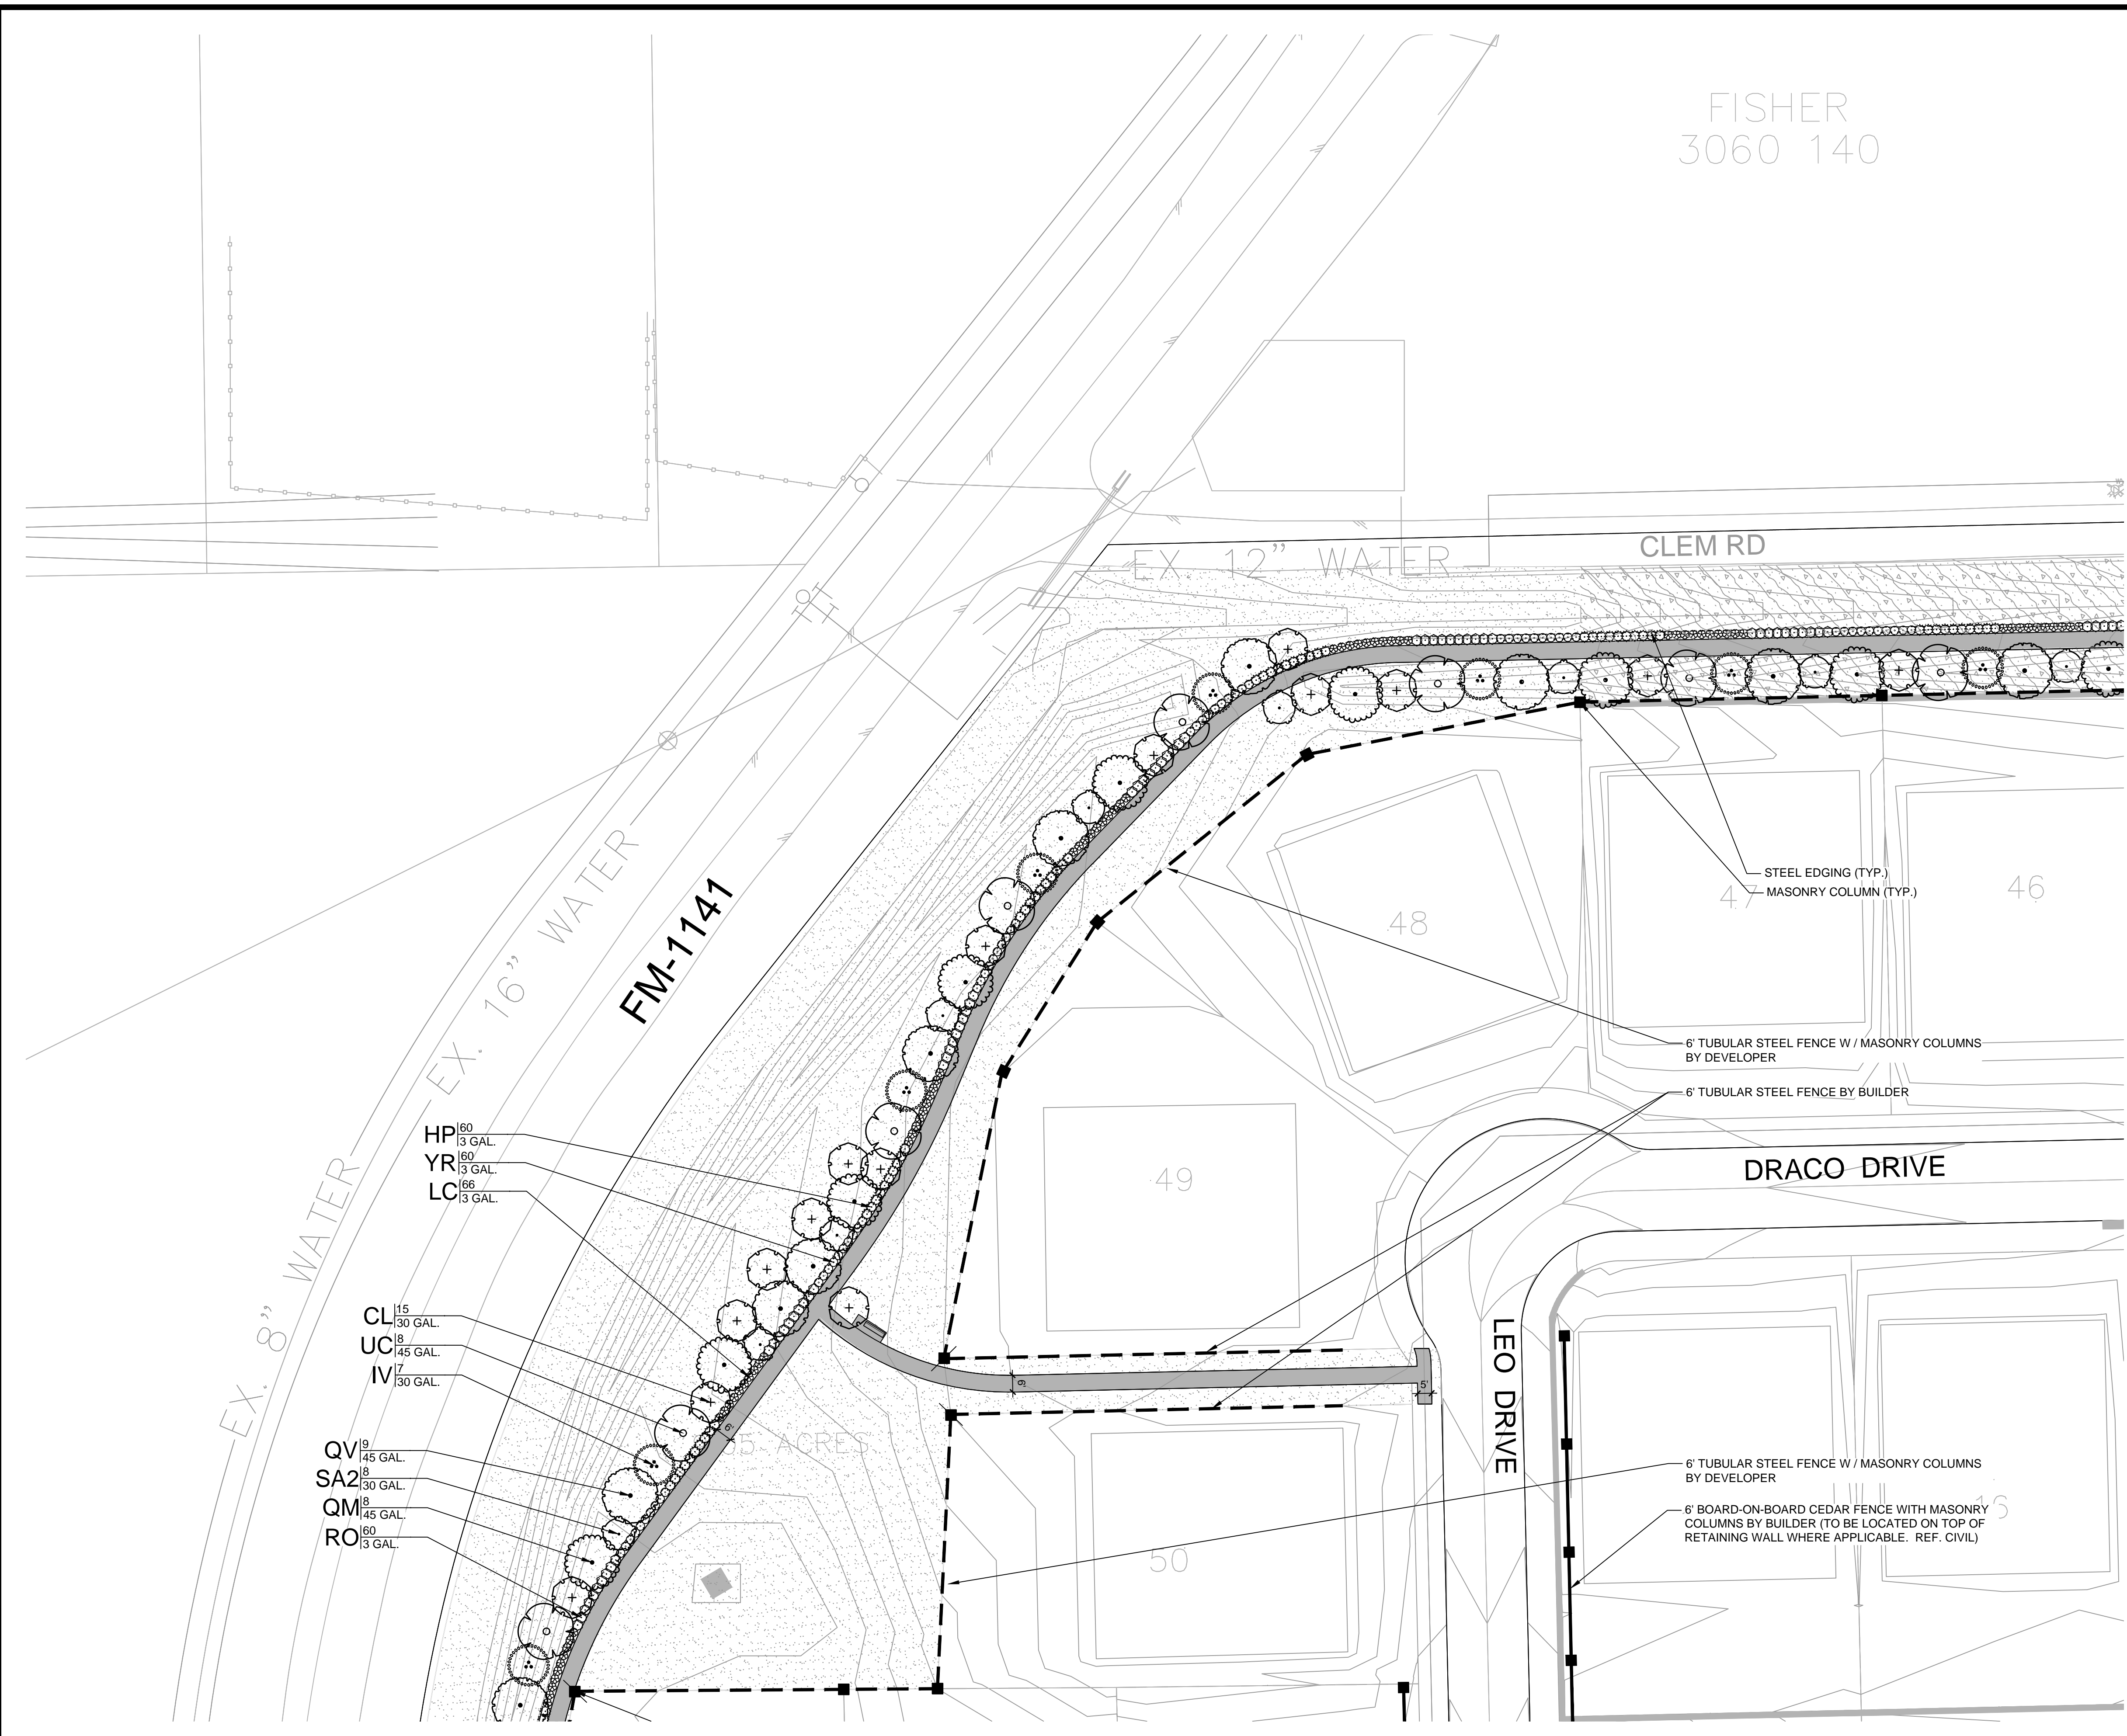 FISHER
3060 140
EX. 12” WATER
CLEM RD
EX. 16” WATER
FM-1141
EX. 8” WATER
STEEL EDGING (TYP.)
MASONRY COLUMN (TYP.)
48
47
46
6' TUBULAR STEEL FENCE W / MASONRY COLUMNS
BY DEVELOPER
6' TUBULAR STEEL FENCE BY BUILDER
HP 60
3 GAL.
YR 60
3 GAL.
LC 66
3 GAL.
49
DRACO DRIVE
LEO DRIVE
CL 15
30 GAL.
UC 8
45 GAL.
IV 7
30 GAL.
6'
5'
6'
ACRES
QV 9
45 GAL.
SA2 8
30 GAL.
QM 8
45 GAL.
RO 60
3 GAL.
50
6' TUBULAR STEEL FENCE W / MASONRY COLUMNS
BY DEVELOPER
6' BOARD-ON-BOARD CEDAR FENCE WITH MASONRY
COLUMNS BY BUILDER (TO BE LOCATED ON TOP OF
RETAINING WALL WHERE APPLICABLE. REF. CIVIL)